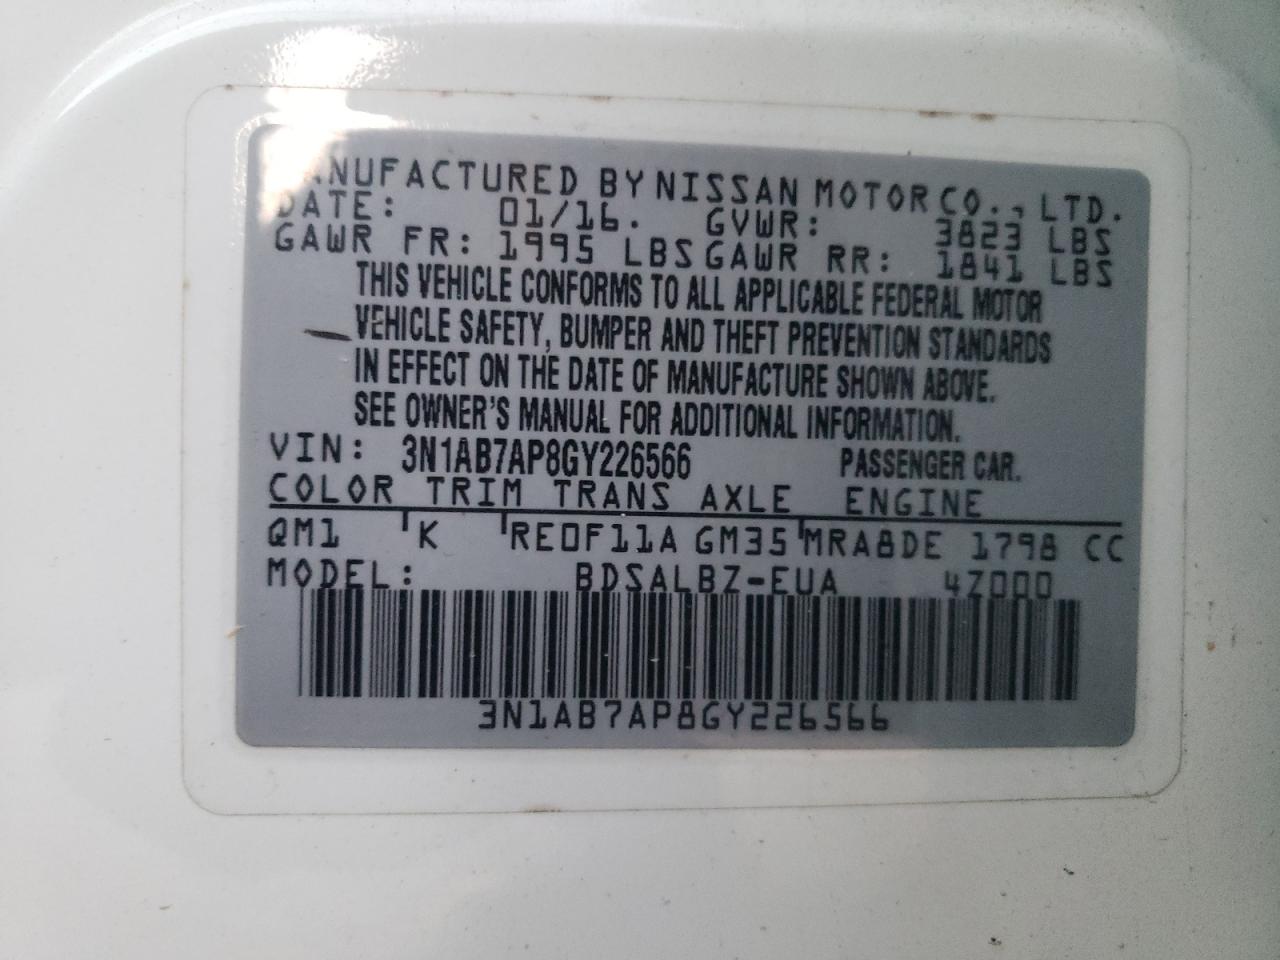 MANUFACTURED BY NISSAN MOTOR CO., LTD.
DATE: 01/16. GVWR: 3823 LBS
GAWR FR: 1995 LBS GAWR RR: 1841 LBS
THIS VEHICLE CONFORMS TO ALL APPLICABLE FEDERAL MOTOR
VEHICLE SAFETY, BUMPER AND THEFT PREVENTION STANDARDS
IN EFFECT ON THE DATE OF MANUFACTURE SHOWN ABOVE.
SEE OWNER'S MANUAL FOR ADDITIONAL INFORMATION.
VIN: 3N1AB7AP8GY226566 PASSENGER CAR.
COLOR TRIM TRANS AXLE ENGINE
QM1 K RE0F11A GM35 MRA8DE 1798 CC
MODEL: BDSALBZ-EUA 4Z000
3N1AB7AP8GY226566